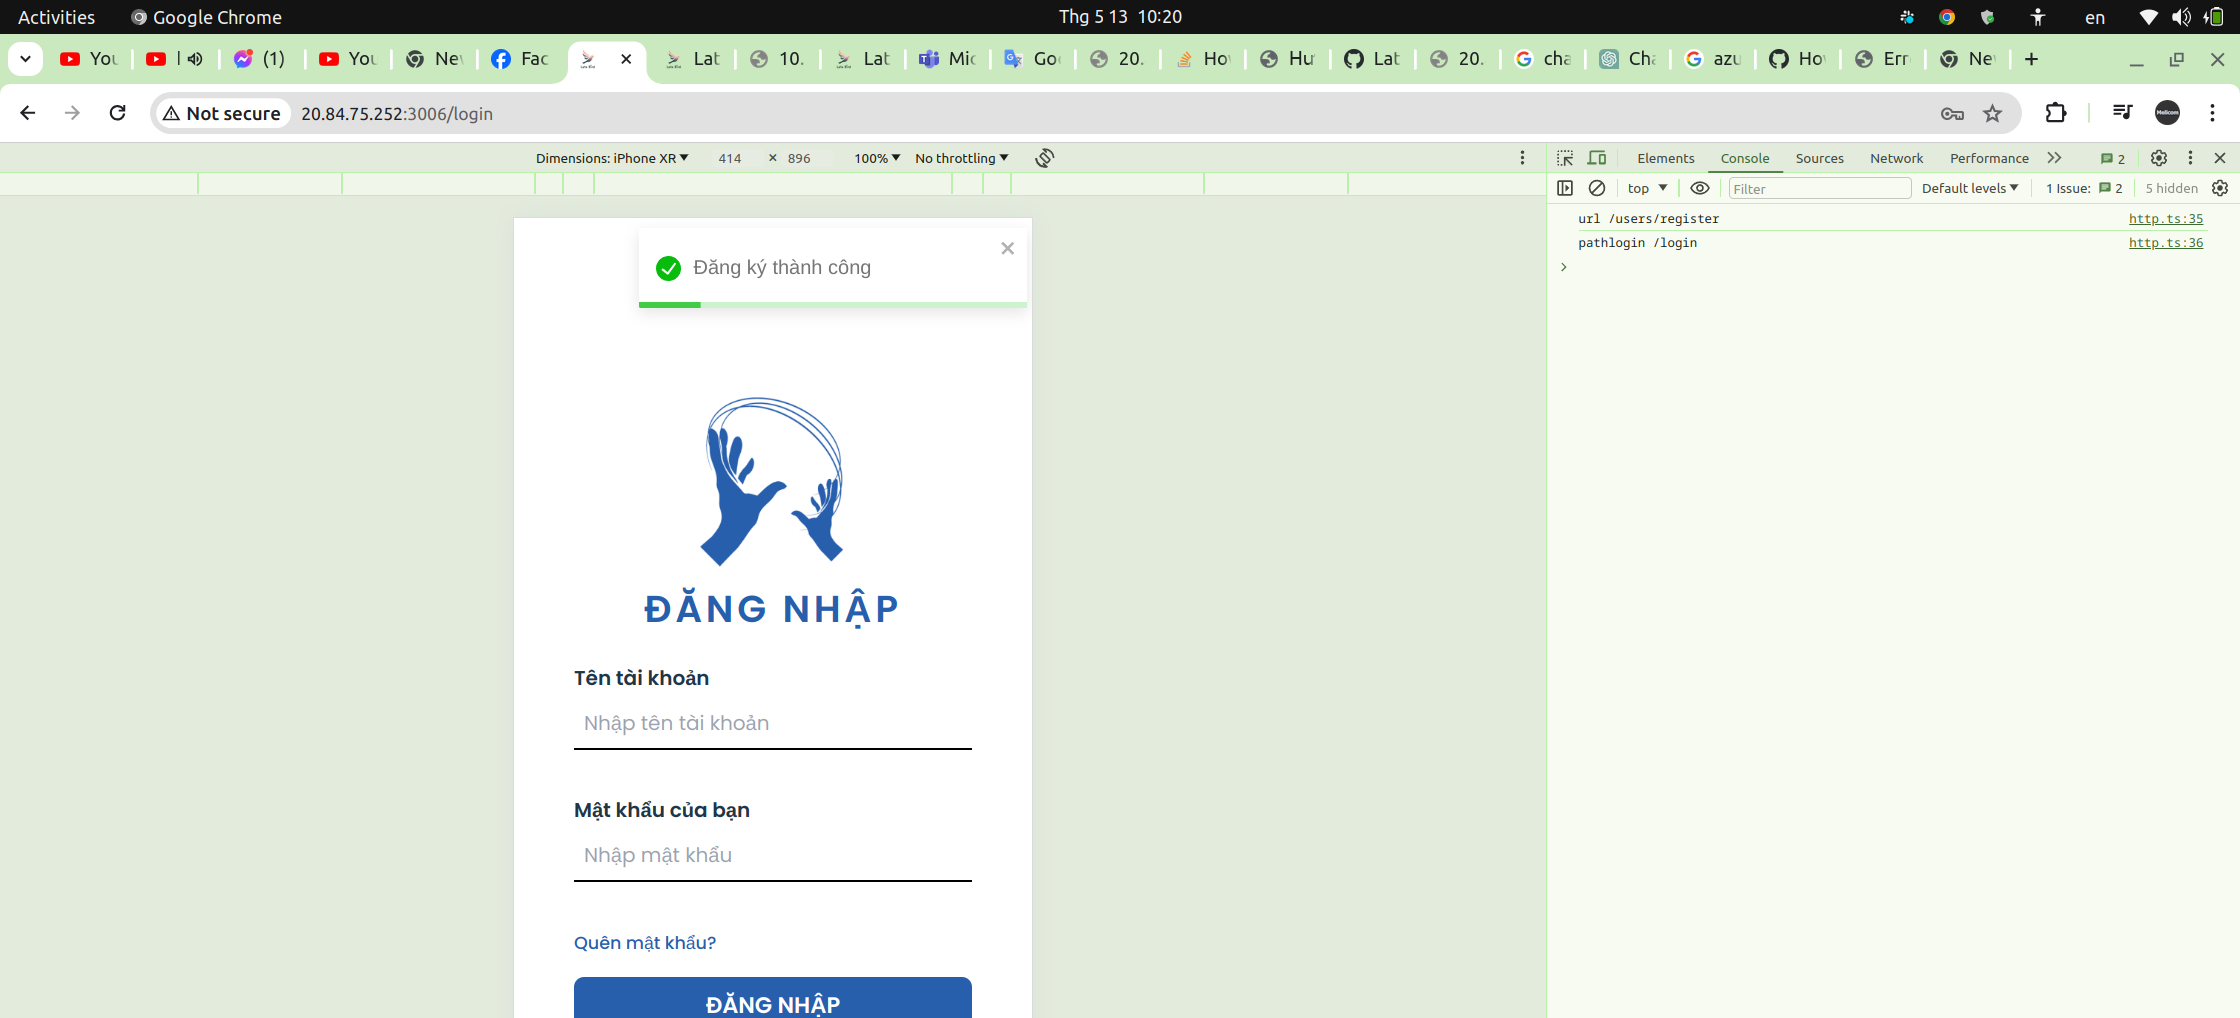 Activities Google Chrome Thg 5 13 10:20 en
You (1) You Nev Fac Lat 10. Lat Mic Goo 20. Ho Hu Lat 20. cha Cha azu Ho Err Ne
Not secure 20.84.75.252:3006/login
Dimensions: iPhone XR 414 × 896 100% No throttling
Elements Console Sources Network Performance 2
top Filter Default levels 1 Issue: 2 5 hidden
url /users/register http.ts:35
pathlogin /login http.ts:36
Đăng ký thành công
ĐĂNG NHẬP
Tên tài khoản
Nhập tên tài khoản
Mật khẩu của bạn
Nhập mật khẩu
Quên mật khẩu?
ĐĂNG NHẬP